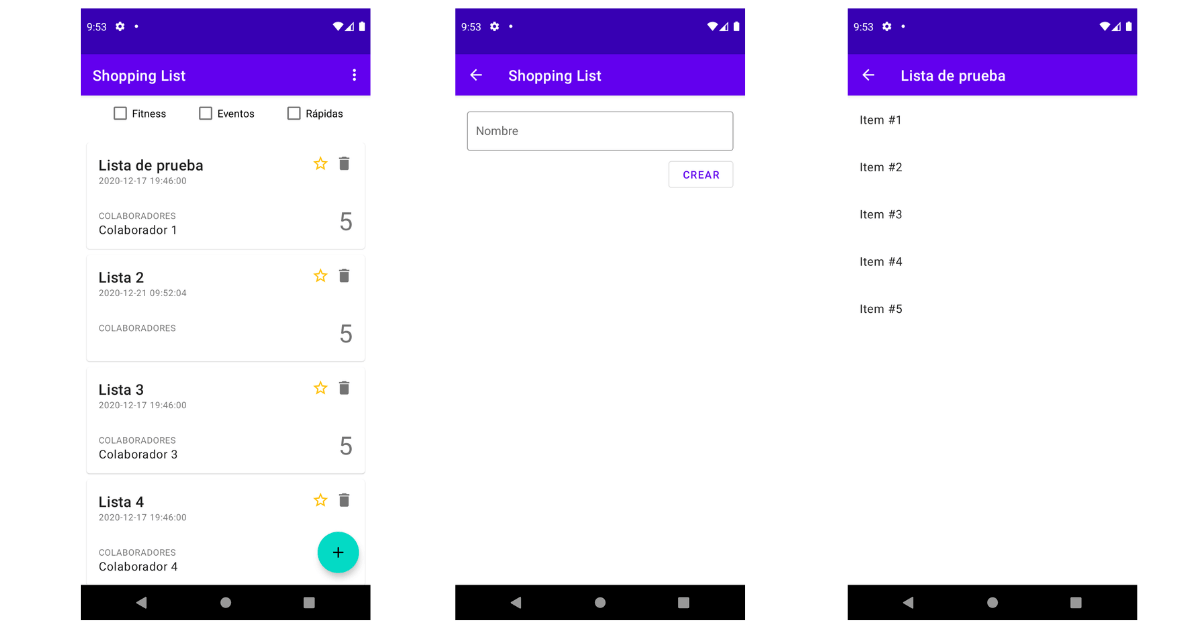 9:53
Shopping List
Fitness Eventos Rápidas
Lista de prueba
2020-12-17 19:46:00
COLABORADORES
Colaborador 1
5
Lista 2
2020-12-21 09:52:04
COLABORADORES
5
Lista 3
2020-12-17 19:46:00
COLABORADORES
Colaborador 3
5
Lista 4
2020-12-17 19:46:00
COLABORADORES
Colaborador 4
9:53
Shopping List
Nombre
CREAR
9:53
Lista de prueba
Item #1
Item #2
Item #3
Item #4
Item #5